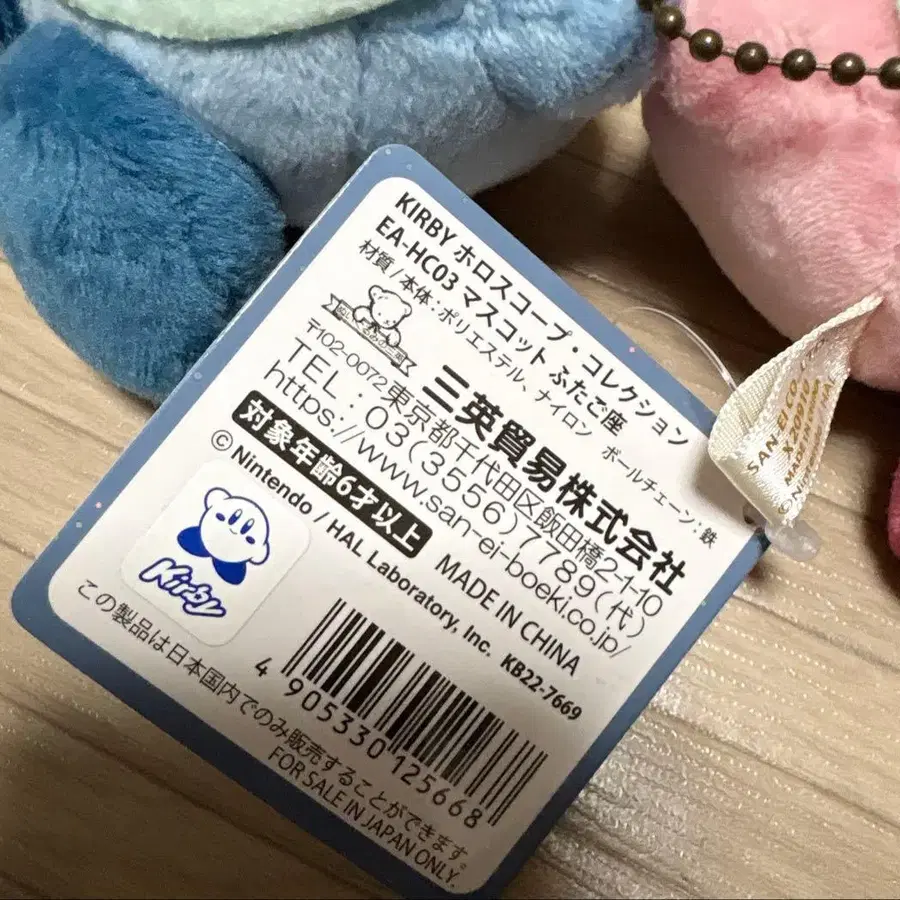 KIRBY ホロスコープ・コレクション
EA-HC03 マスコット ふたご座
材質/本体:ポリエステル、ナイロン ボールチェーン:鉄
三英貿易株式会社
〒102-0072 東京都千代田区飯田橋2-1-10
TEL:03(3556)7789(代)
https://www.san-ei-boeki.co.jp/
対象年齢6才以上
MADE IN CHINA
© Nintendo / HAL Laboratory, Inc. KB22-7669
Kirby
4 905330 125668
この製品は日本国内でのみ販売することができます。
FOR SALE IN JAPAN ONLY.
SAN-EI CO.